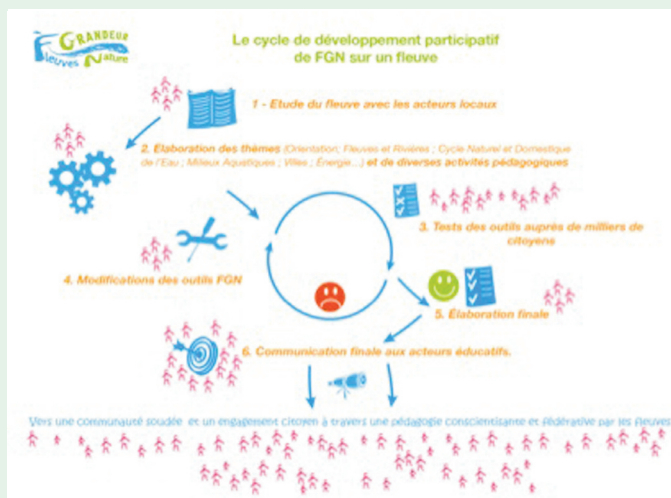 GRANDEUR
Fleuves Nature
Le cycle de développement participatif
de FGN sur un fleuve
1 - Etude du fleuve avec les acteurs locaux
2. Élaboration des thèmes (Orientation; Fleuves et Rivières ; Cycle Naturel et Domestique
de l'Eau ; Milieux Aquatiques ; Villes ; Énergie...) et de diverses activités pédagogiques
3. Tests des outils auprès de milliers de
citoyens
4. Modifications des outils FGN
5. Élaboration finale
6. Communication finale aux acteurs éducatifs.
Vers une communauté soudée et un engagement citoyen à travers une pédagogie conscientisante et fédérative par les fleuves